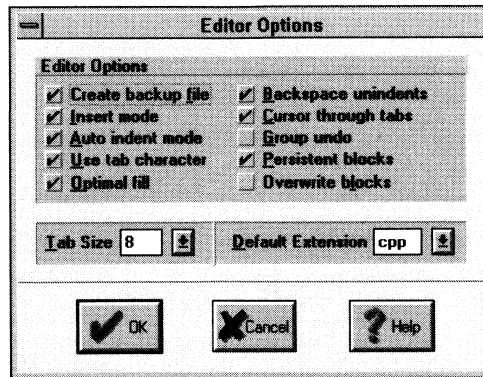 Editor Options
Editor Options
Create backup file
Insert mode
Auto indent mode
Use tab character
Optimal fill
Backspace unindents
Cursor through tabs
Group undo
Persistent blocks
Overwrite blocks
Tab Size 8
Default Extension cpp
OK
Cancel
Help